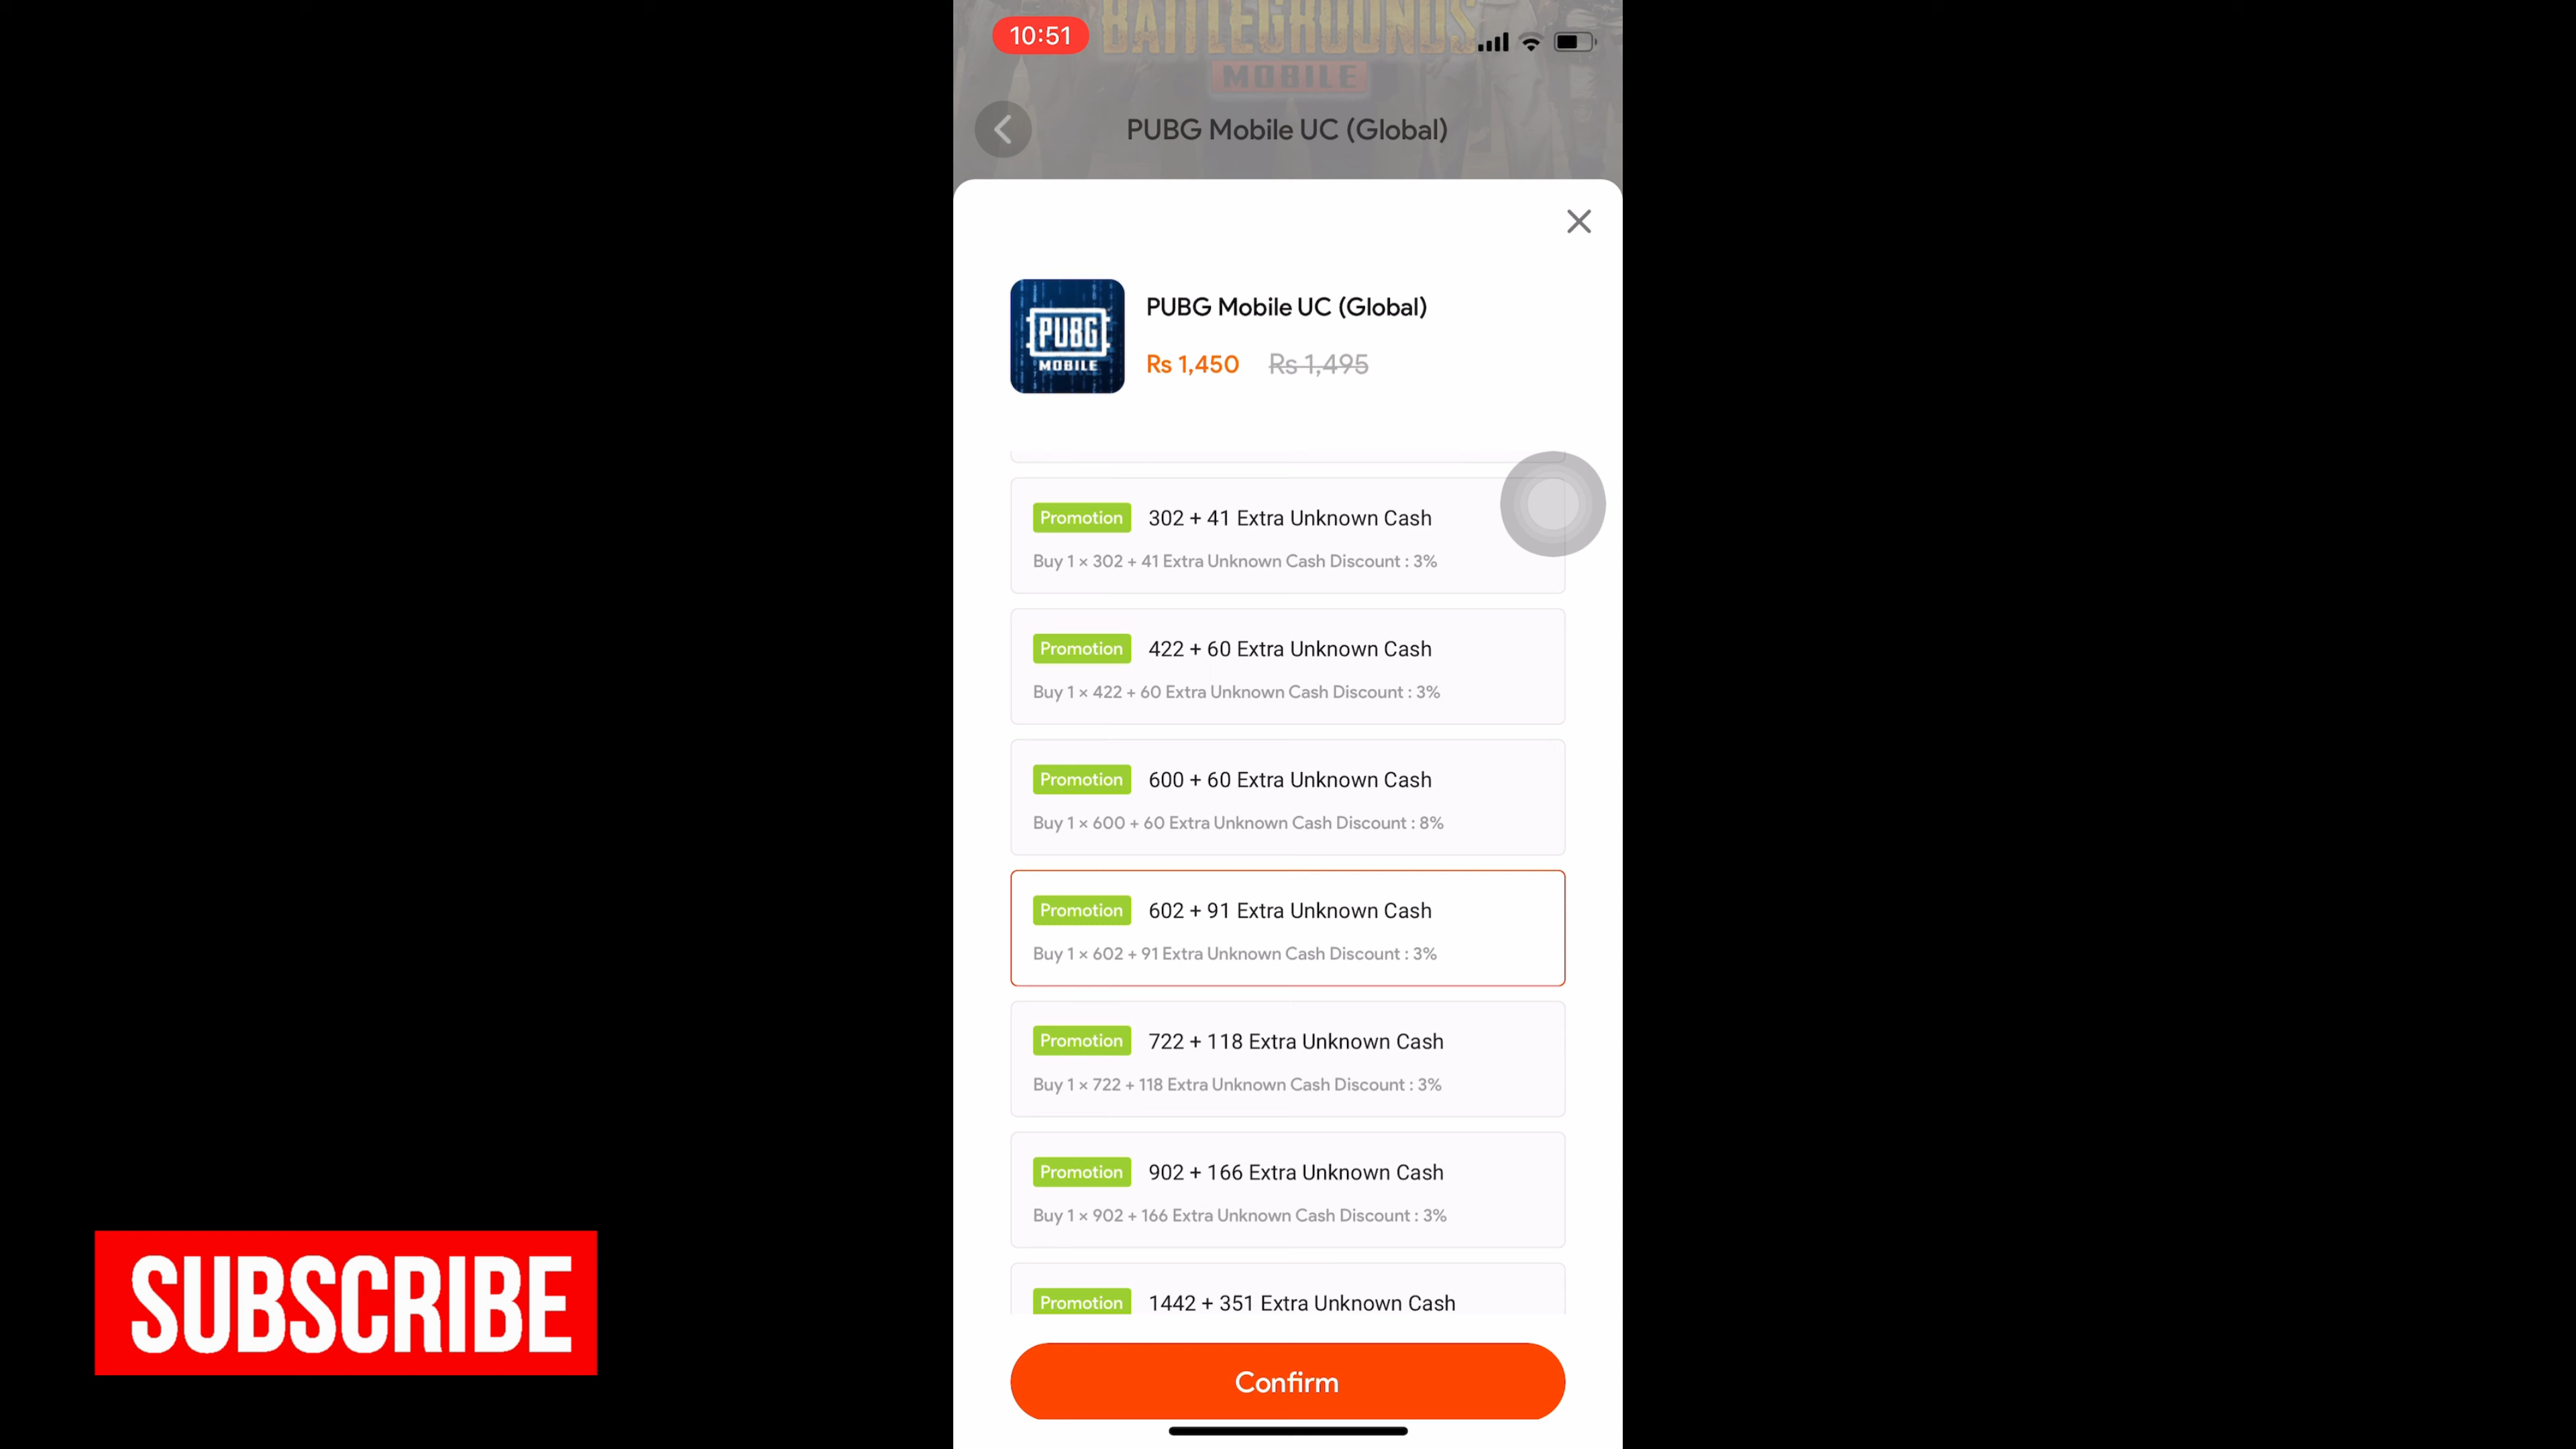 BATTLEGROUNDS
MOBILE
10:51
PUBG Mobile UC (Global)
PUBG
MOBILE
PUBG Mobile UC (Global)
Rs 1,450 Rs 1,495
Promotion 302 + 41 Extra Unknown Cash
Buy 1 × 302 + 41 Extra Unknown Cash Discount : 3%
Promotion 422 + 60 Extra Unknown Cash
Buy 1 × 422 + 60 Extra Unknown Cash Discount : 3%
Promotion 600 + 60 Extra Unknown Cash
Buy 1 × 600 + 60 Extra Unknown Cash Discount : 8%
Promotion 602 + 91 Extra Unknown Cash
Buy 1 × 602 + 91 Extra Unknown Cash Discount : 3%
Promotion 722 + 118 Extra Unknown Cash
Buy 1 × 722 + 118 Extra Unknown Cash Discount : 3%
Promotion 902 + 166 Extra Unknown Cash
Buy 1 × 902 + 166 Extra Unknown Cash Discount : 3%
Promotion 1442 + 351 Extra Unknown Cash
Confirm
SUBSCRIBE